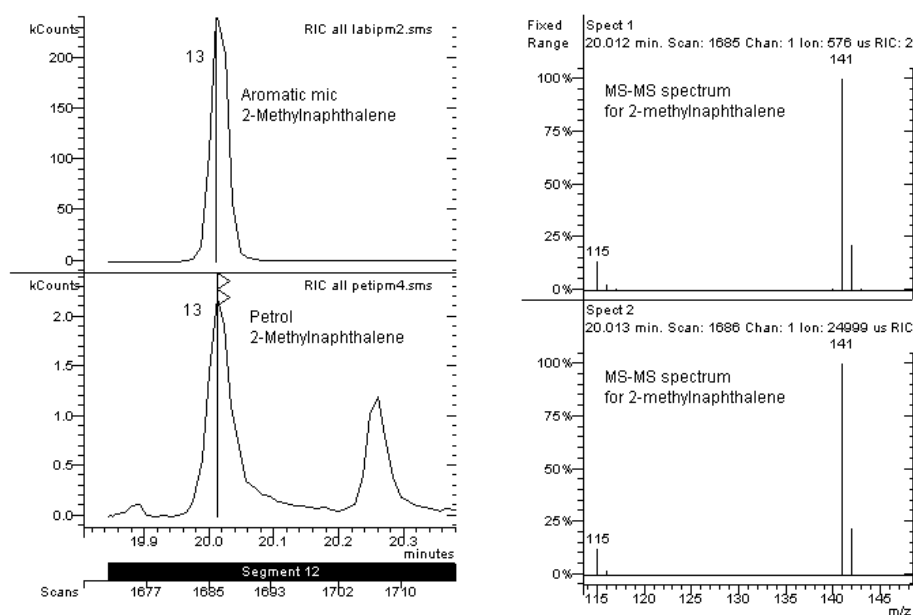 kCounts
RIC all labipm2.sms
13
Aromatic mic
2-Methylnaphthalene
200
150
100
50
0
kCounts
RIC all petipm4.sms
13
Petrol
2-Methylnaphthalene
2.0
1.5
1.0
0.5
0.0
19.9 20.0 20.1 20.2 20.3
minutes
Segment 12
Scans 1677 1685 1693 1702 1710
Fixed Range
Spect 1
20.012 min. Scan: 1685 Chan: 1 Ion: 576 us RIC: 2
141
100%
MS-MS spectrum
for 2-methylnaphthalene
75%
50%
25%
115
0%
Spect 2
20.013 min. Scan: 1686 Chan: 1 Ion: 24999 us RIC
141
100%
MS-MS spectrum
for 2-methylnaphthalene
75%
50%
25%
115
0%
115 120 125 130 135 140 145
m/z